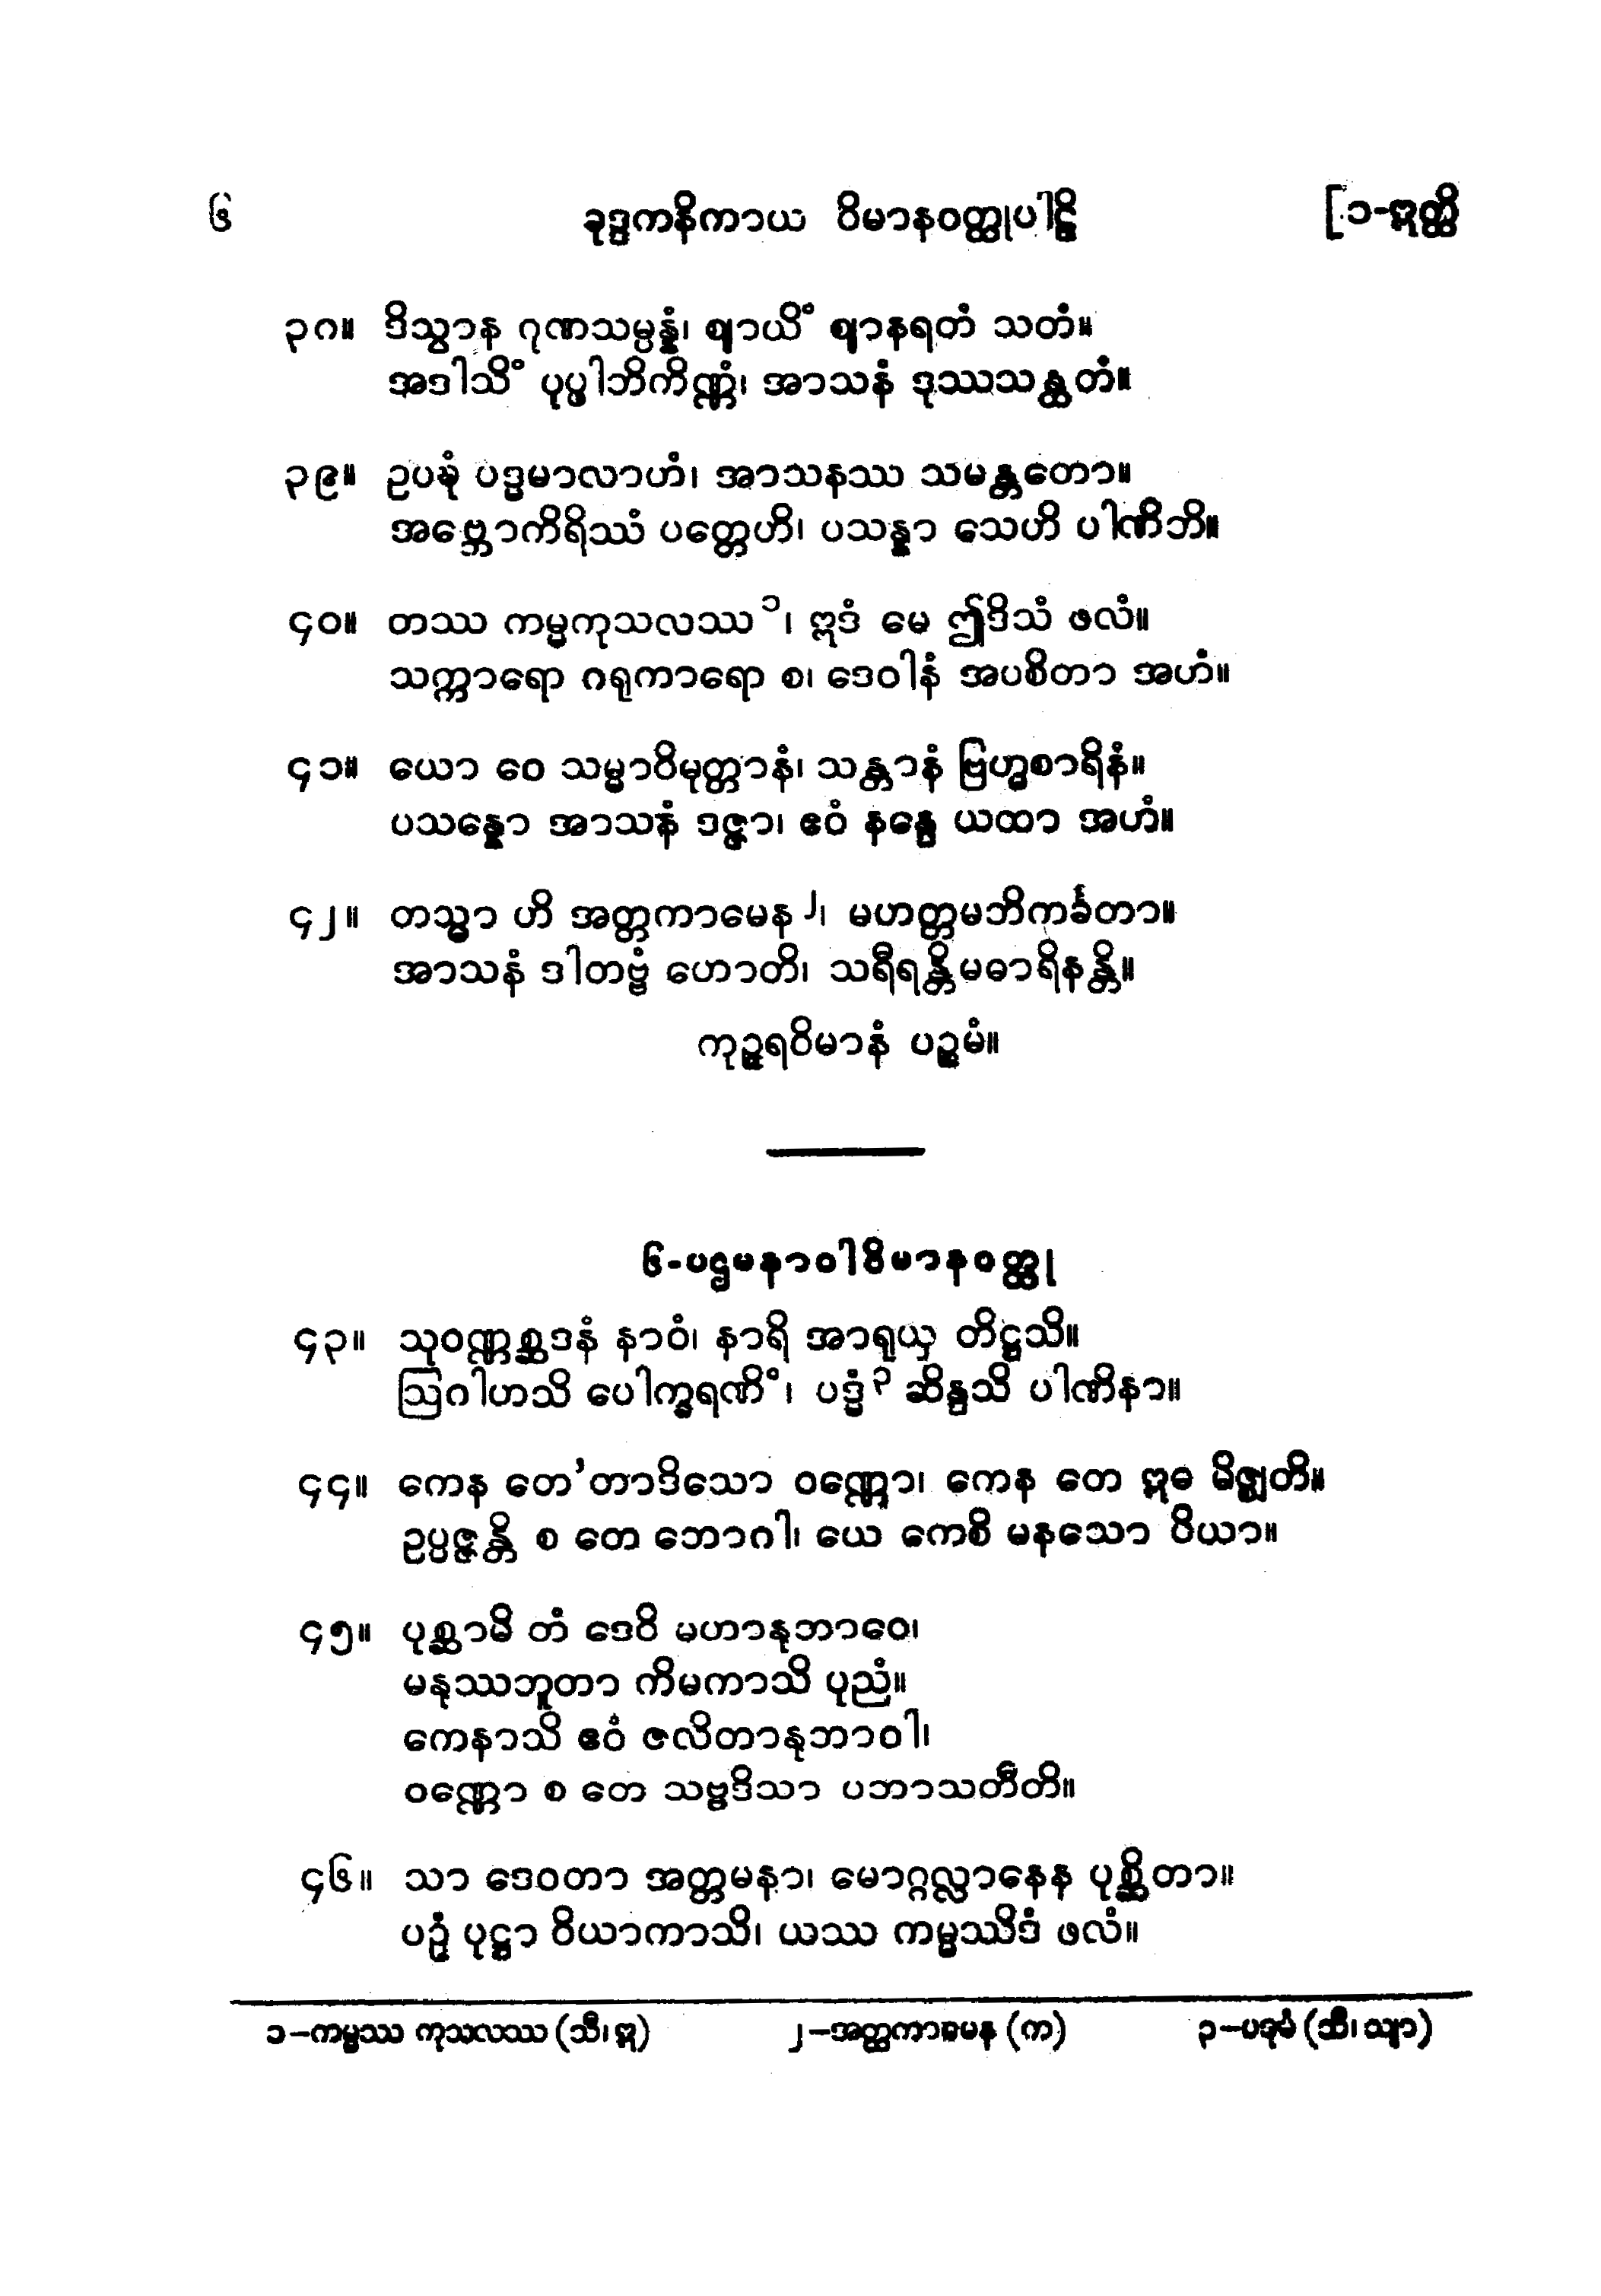 ၆ ခုဒ္ဒကနိကာယ ဝိမာနဝတ္ထုပါဠိ [၁-ဣတ္ထိ
၃၈။ ဒိသွာန ဂုဏသမ္ပန္နံ၊ ဈာယိံ ဈာနရတံ သတံ။
အဒါသိံ ပုပ္ဖါဘိကိဏ္ဏံ၊ အာသနံ ဒုဿသန္ထတံ။
၃၉။ ဥပဍ္ဎံ ပဒ္ဒမာလာဟံ၊ အာသနဿ သမန္တတော။
အဗ္ဘောကိရိဿံ ပတ္တေဟိ၊ ပသန္နာ သေဟိ ပါဏိဘိ။
၄၀။ တဿ ကမ္မကုသလဿ ၁၊ ဣဒံ မေ ဤဒိသံ ဖလံ။
သက္ကာရော ဂရုကာရော စ၊ ဒေဝါနံ အပစိတာ အဟံ။
၄၁။ ယော ဝေ သမ္မာဝိမုတ္တာနံ၊ သန္တာနံ ဗြဟ္မစာရိနံ။
ပသန္နော အာသနံ ဒဇ္ဇာ၊ ဧဝံ နန္ဒေ ယထာ အဟံ။
၄၂။ တသ္မာ ဟိ အတ္တကာမေန ၂၊ မဟတ္တမဘိကင်္ခတာ။
အာသနံ ဒါတဗ္ဗံ ဟောတိ၊ သရီရန္တိမဓာရိနန္တိ။
ကုဉ္ဇရဝိမာနံ ပဉ္စမံ။
၆-ပဌမနာဝါဝိမာနဝတ္ထု
၄၃။ သုဝဏ္ဏစ္ဆဒနံ နာဝံ၊ နာရိ အာရုယှ တိဋ္ဌသိ။
ဩဂါဟသိ ပေါက္ခရဏိံ၊ ပဒ္မံ ၃ ဆိန္ဒသိ ပါဏိနာ။
၄၄။ ကေန တေ’တာဒိသော ဝဏ္ဏော၊ ကေန တေ ဣဓ မိဇ္ဈတိ။
ဥပ္ပဇ္ဇန္တိ စ တေ ဘောဂါ၊ ယေ ကေစိ မနသော ပိယာ။
၄၅။ ပုစ္ဆာမိ တံ ဒေဝိ မဟာနုဘာဝေ၊
မနုဿဘူတာ ကိမကာသိ ပုညံ။
ကေနာသိ ဧဝံ ဇလိတာနုဘာဝါ၊
ဝဏ္ဏော စ တေ သဗ္ဗဒိသာ ပဘာသတီတိ။
၄၆။ သာ ဒေဝတာ အတ္တမနာ၊ မောဂ္ဂလ္လာနေန ပုစ္ဆိတာ။
ပဉှံ ပုဋ္ဌာ ဝိယာကာသိ၊ ယဿ ကမ္မဿိဒံ ဖလံ။
၁–ကမ္မဿ ကုသလဿ (သီ၊ ဣ) ၂–အတ္ထကာမေန (က) ၃–ပဒုမံ (သီ၊ သျာ)